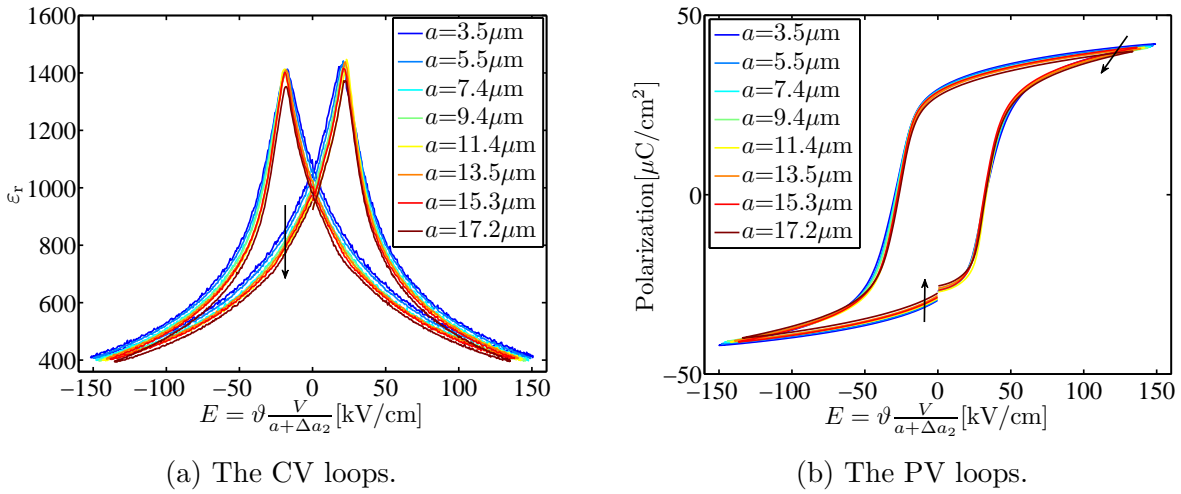 1600
1400
1200
1000
800
600
400
εr
a=3.5μm
a=5.5μm
a=7.4μm
a=9.4μm
a=11.4μm
a=13.5μm
a=15.3μm
a=17.2μm
−150 −100 −50 0 50 100 150
E = ϑ V/(a+Δa₂) [kV/cm]
(a) The CV loops.
50
0
−50
Polarization[μC/cm²]
a=3.5μm
a=5.5μm
a=7.4μm
a=9.4μm
a=11.4μm
a=13.5μm
a=15.3μm
a=17.2μm
−150 −100 −50 0 50 100 150
E = ϑ V/(a+Δa₂) [kV/cm]
(b) The PV loops.